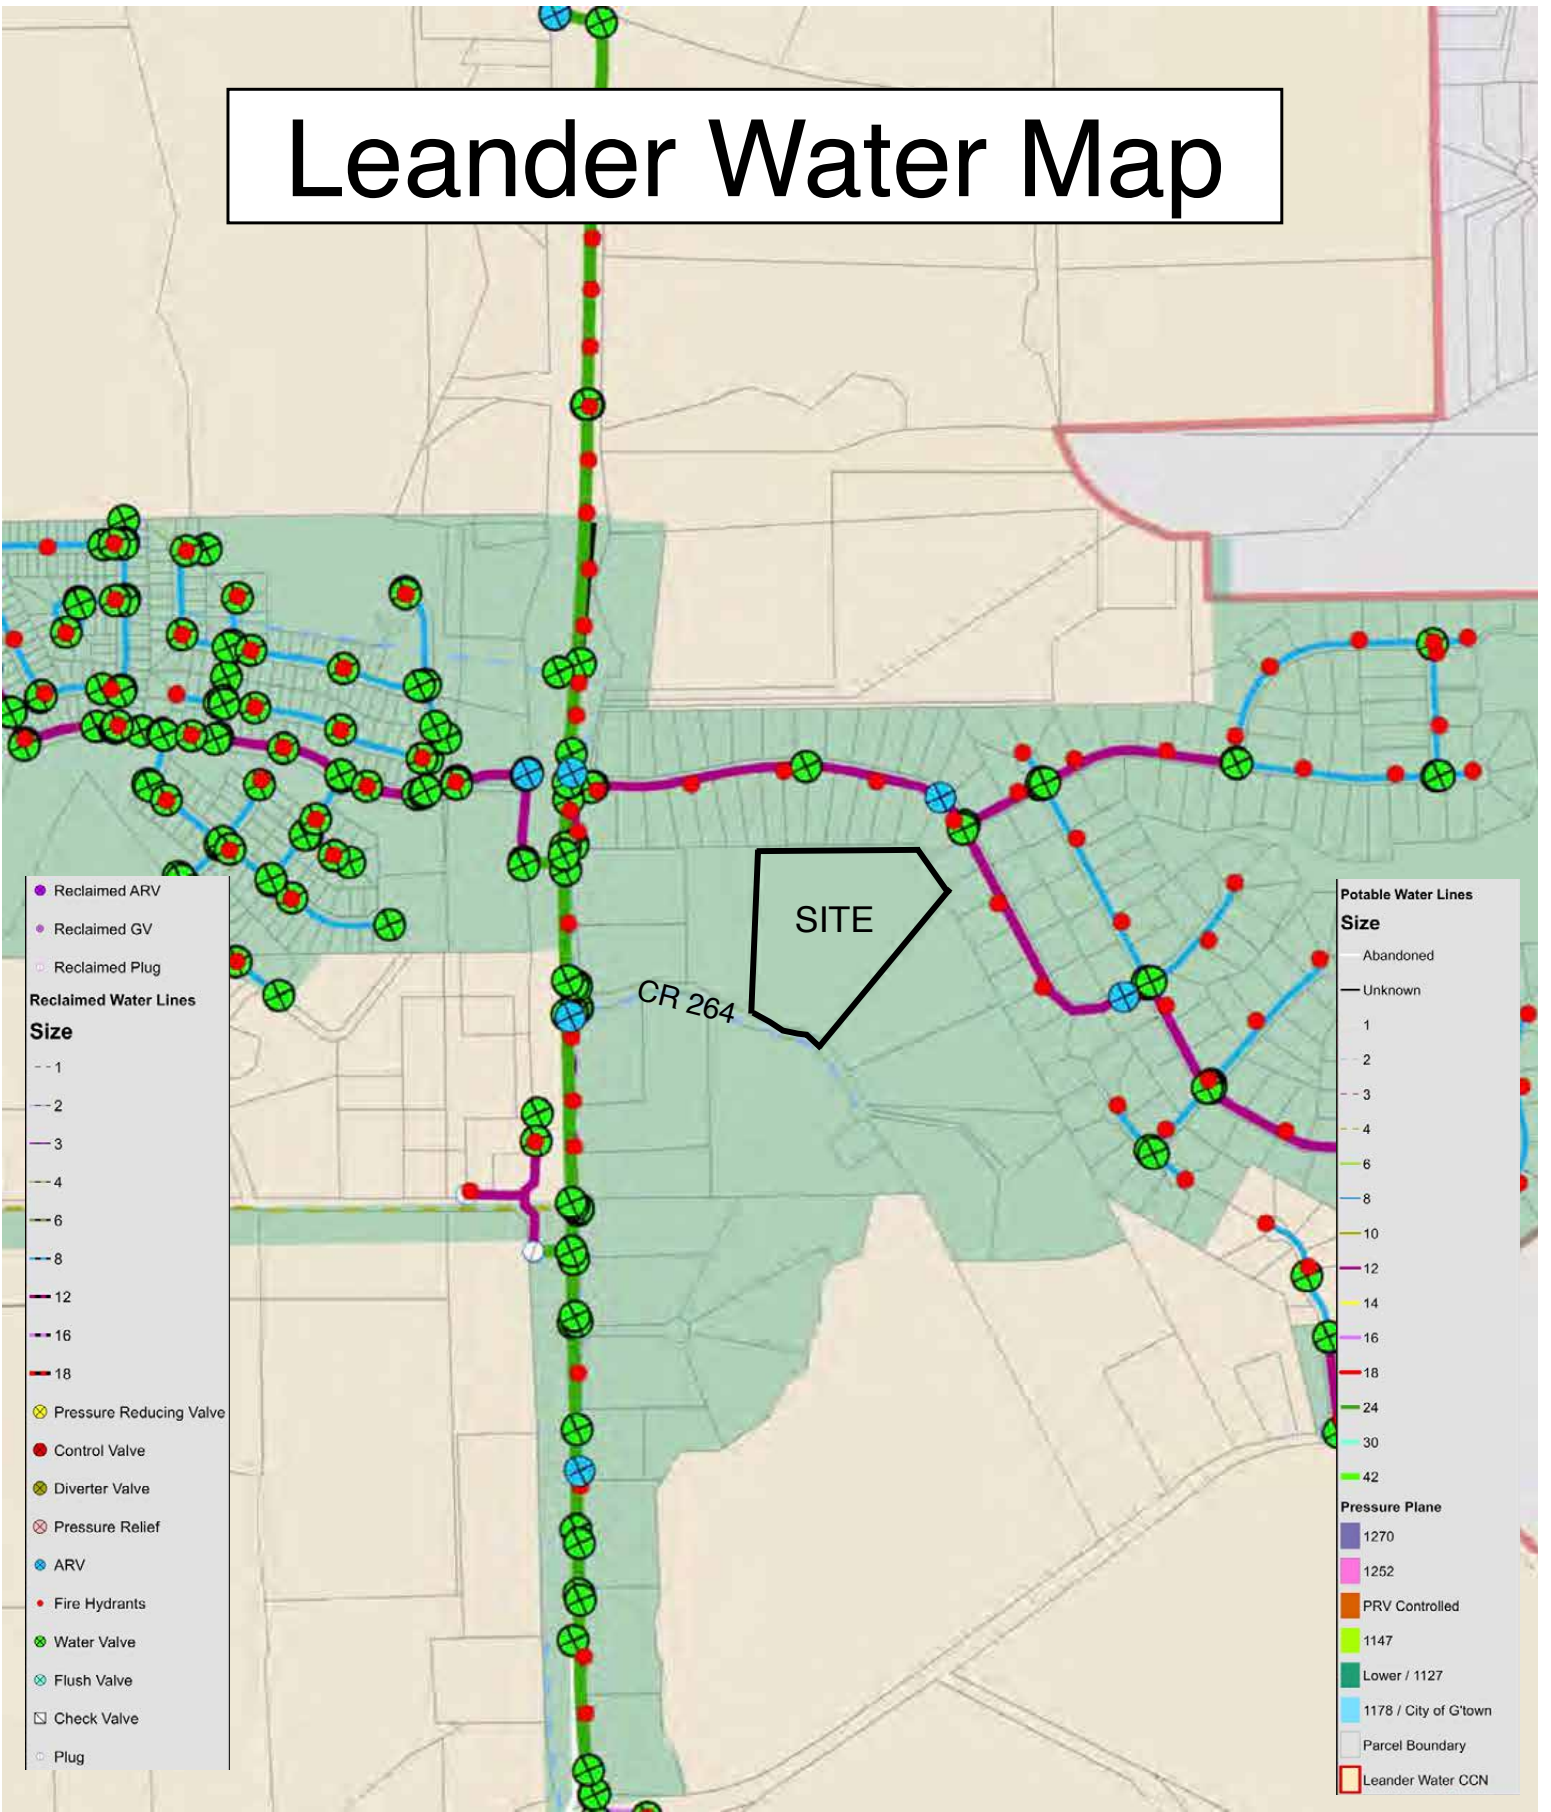 Leander Water Map
SITE
CR 264
Reclaimed ARV
Reclaimed GV
Reclaimed Plug
Reclaimed Water Lines
Size
1
2
3
4
6
8
12
16
18
Pressure Reducing Valve
Control Valve
Diverter Valve
Pressure Relief
ARV
Fire Hydrants
Water Valve
Flush Valve
Check Valve
Plug
Potable Water Lines
Size
Abandoned
Unknown
1
2
3
4
6
8
10
12
14
16
18
24
30
42
Pressure Plane
1270
1252
PRV Controlled
1147
Lower / 1127
1178 / City of G'town
Parcel Boundary
Leander Water CCN